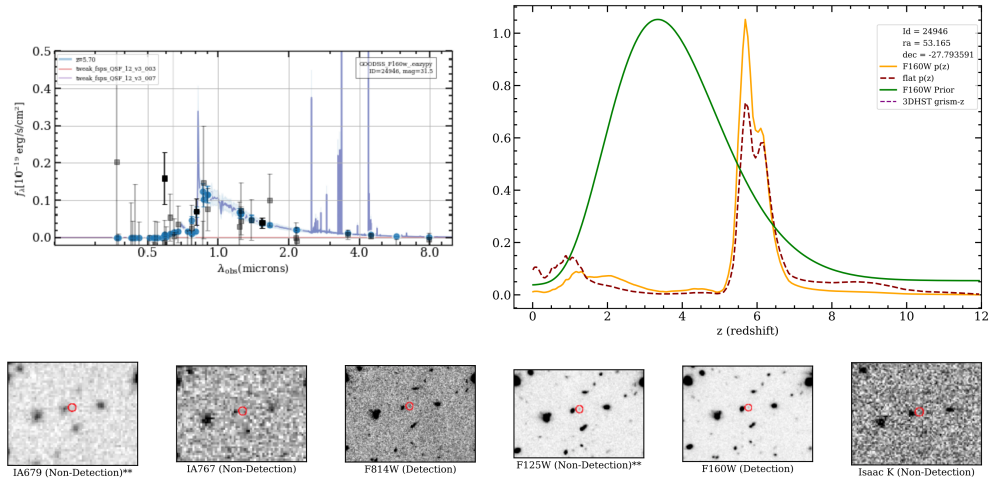 z=5.70
tweak_fsps_QSF_12_v3_003
tweak_fsps_QSF_12_v3_007
GOODSS_F160w_.eazypy
ID=24946, mag=31.5
0.5
0.4
0.3
0.2
0.1
0.0
fλ[10⁻¹⁹ erg/s/cm²]
0.5 1.0 2.0 4.0 8.0
λobs(microns)
Id = 24946
ra = 53.165
dec = -27.793591
F160W p(z)
flat p(z)
F160W Prior
3DHST grism-z
1.0
0.8
0.6
0.4
0.2
0.0
0 2 4 6 8 10 12
z (redshift)
IA679 (Non-Detection)**
IA767 (Non-Detection)
F814W (Detection)
F125W (Non-Detection)**
F160W (Detection)
Isaac K (Non-Detection)